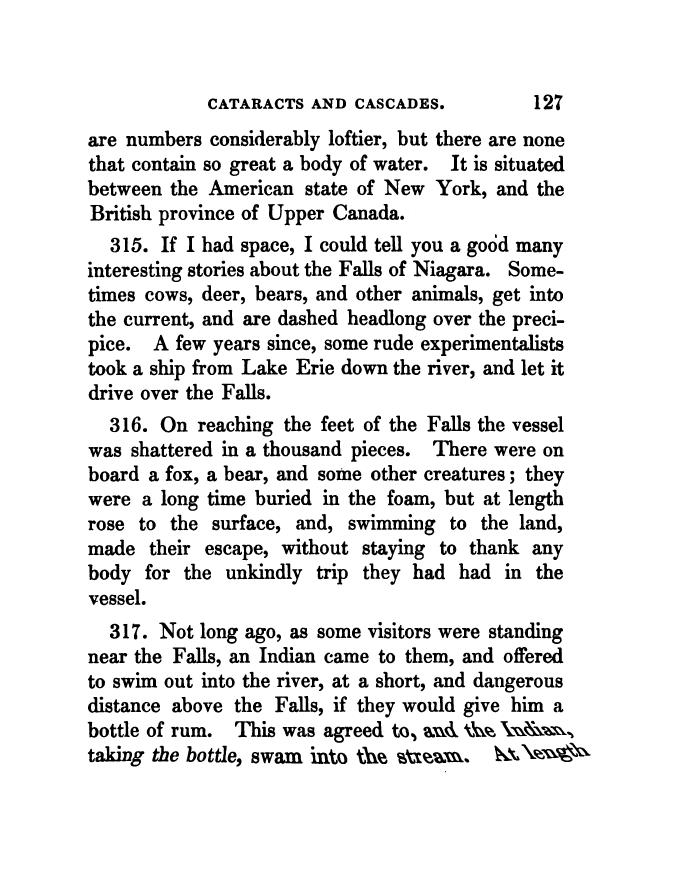 CATARACTS AND CASCADES. 127
are numbers considerably loftier, but there are none
that contain so great a body of water. It is situated
between the American state of New York, and the
British province of Upper Canada.
315. If I had space, I could tell you a good many
interesting stories about the Falls of Niagara. Some-
times cows, deer, bears, and other animals, get into
the current, and are dashed headlong over the preci-
pice. A few years since, some rude experimentalists
took a ship from Lake Erie down the river, and let it
drive over the Falls.
316. On reaching the feet of the Falls the vessel
was shattered in a thousand pieces. There were on
board a fox, a bear, and some other creatures; they
were a long time buried in the foam, but at length
rose to the surface, and, swimming to the land,
made their escape, without staying to thank any
body for the unkindly trip they had had in the
vessel.
317. Not long ago, as some visitors were standing
near the Falls, an Indian came to them, and offered
to swim out into the river, at a short, and dangerous
distance above the Falls, if they would give him a
bottle of rum. This was agreed to, and the Indian,
taking the bottle, swam into the stream. At length